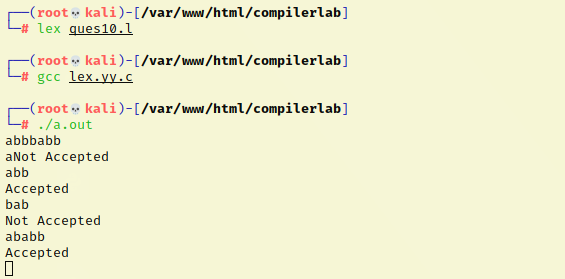 ┌──(root💀kali)-[/var/www/html/compilerlab]
└─# lex ques10.l
┌──(root💀kali)-[/var/www/html/compilerlab]
└─# gcc lex.yy.c
┌──(root💀kali)-[/var/www/html/compilerlab]
└─# ./a.out
abbbabb
aNot Accepted
abb
Accepted
bab
Not Accepted
ababb
Accepted